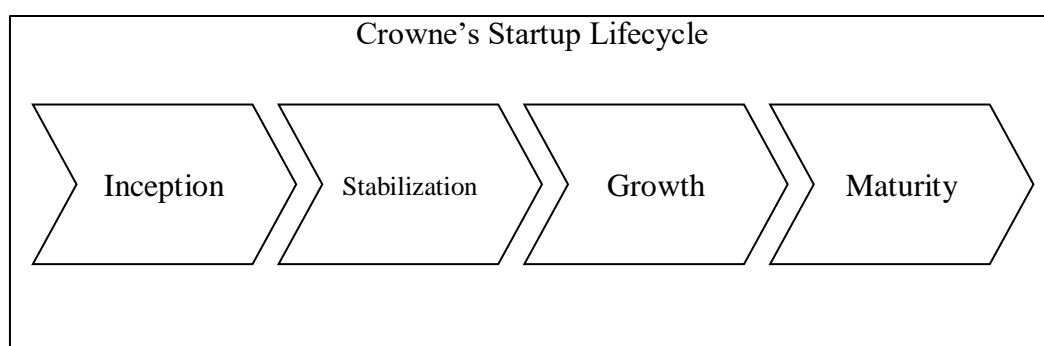 Crowne’s Startup Lifecycle
Inception
Stabilization
Growth
Maturity